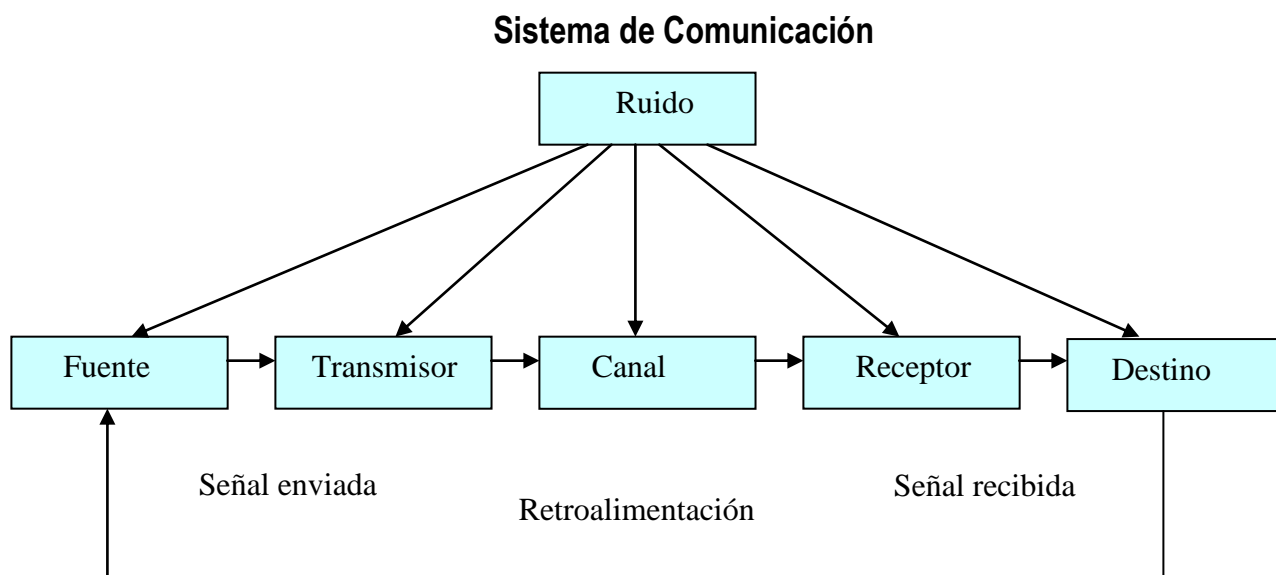 Sistema de Comunicación
Ruido
Fuente
Transmisor
Canal
Receptor
Destino
Señal enviada
Señal recibida
Retroalimentación